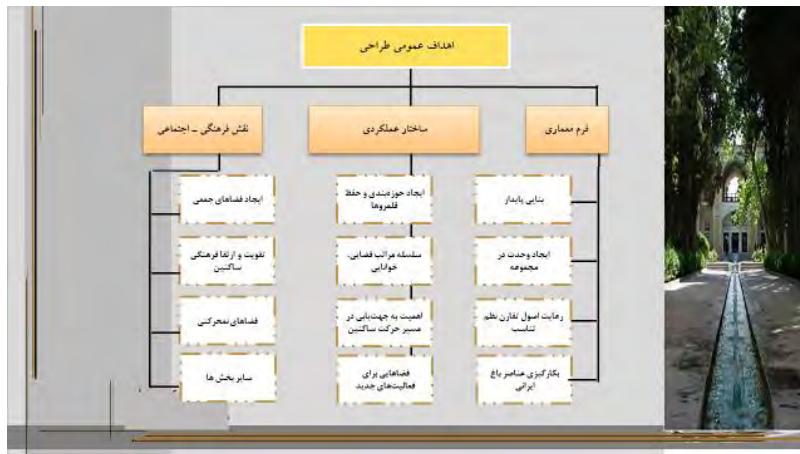 اهداف عمومی طراحی
فرم معماری
ساختار عملکردی
نقش فرهنگی – اجتماعی
بنایی پایدار
ایجاد وحدت در
مجموعه
رعایت اصول تقارن نظم
تناسب
بکارگیری عناصر باغ
ایرانی
ایجاد حوزه‌بندی و حفظ
قلمروها
سلسله مراتب فضایی،
خوانایی
اهمیت به جهت‌یابی در
مسیر حرکت ساکنین
فضاهایی برای
فعالیت‌های جدید
ایجاد فضاهای جمعی
تقویت و ارتقا فرهنگی
ساکنین
فضاهای تمرکزی
سایر بخش ها